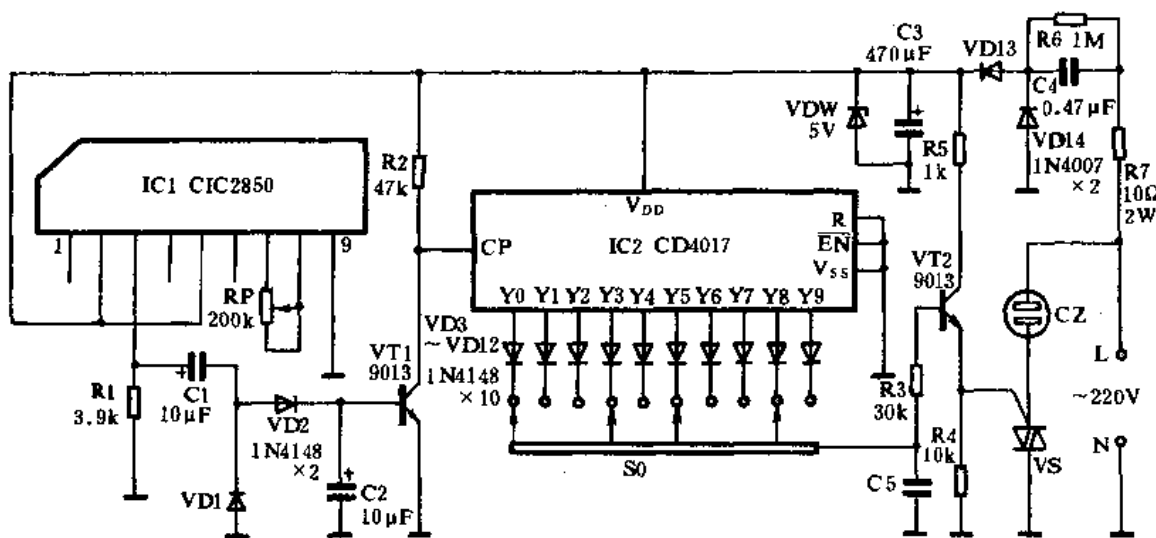 C3
470μF
VD13
R6 1M
C4
0.47μF
VDW
5V
R5
1k
VD14
1N4007
×2
R7
10Ω
2W
IC1 CIC2850
1
9
RP
200k
R2
47k
V_DD
IC2 CD4017
CP
R
EN
V_SS
Y0 Y1 Y2 Y3 Y4 Y5 Y6 Y7 Y8 Y9
VT2
9013
CZ
L
~220V
N
VD3
~VD12
1N4148
×10
VT1
9013
R1
3.9k
C1
10μF
VD2
1N4148
×2
VD1
C2
10μF
S0
R3
30k
R4
10k
C5
VS